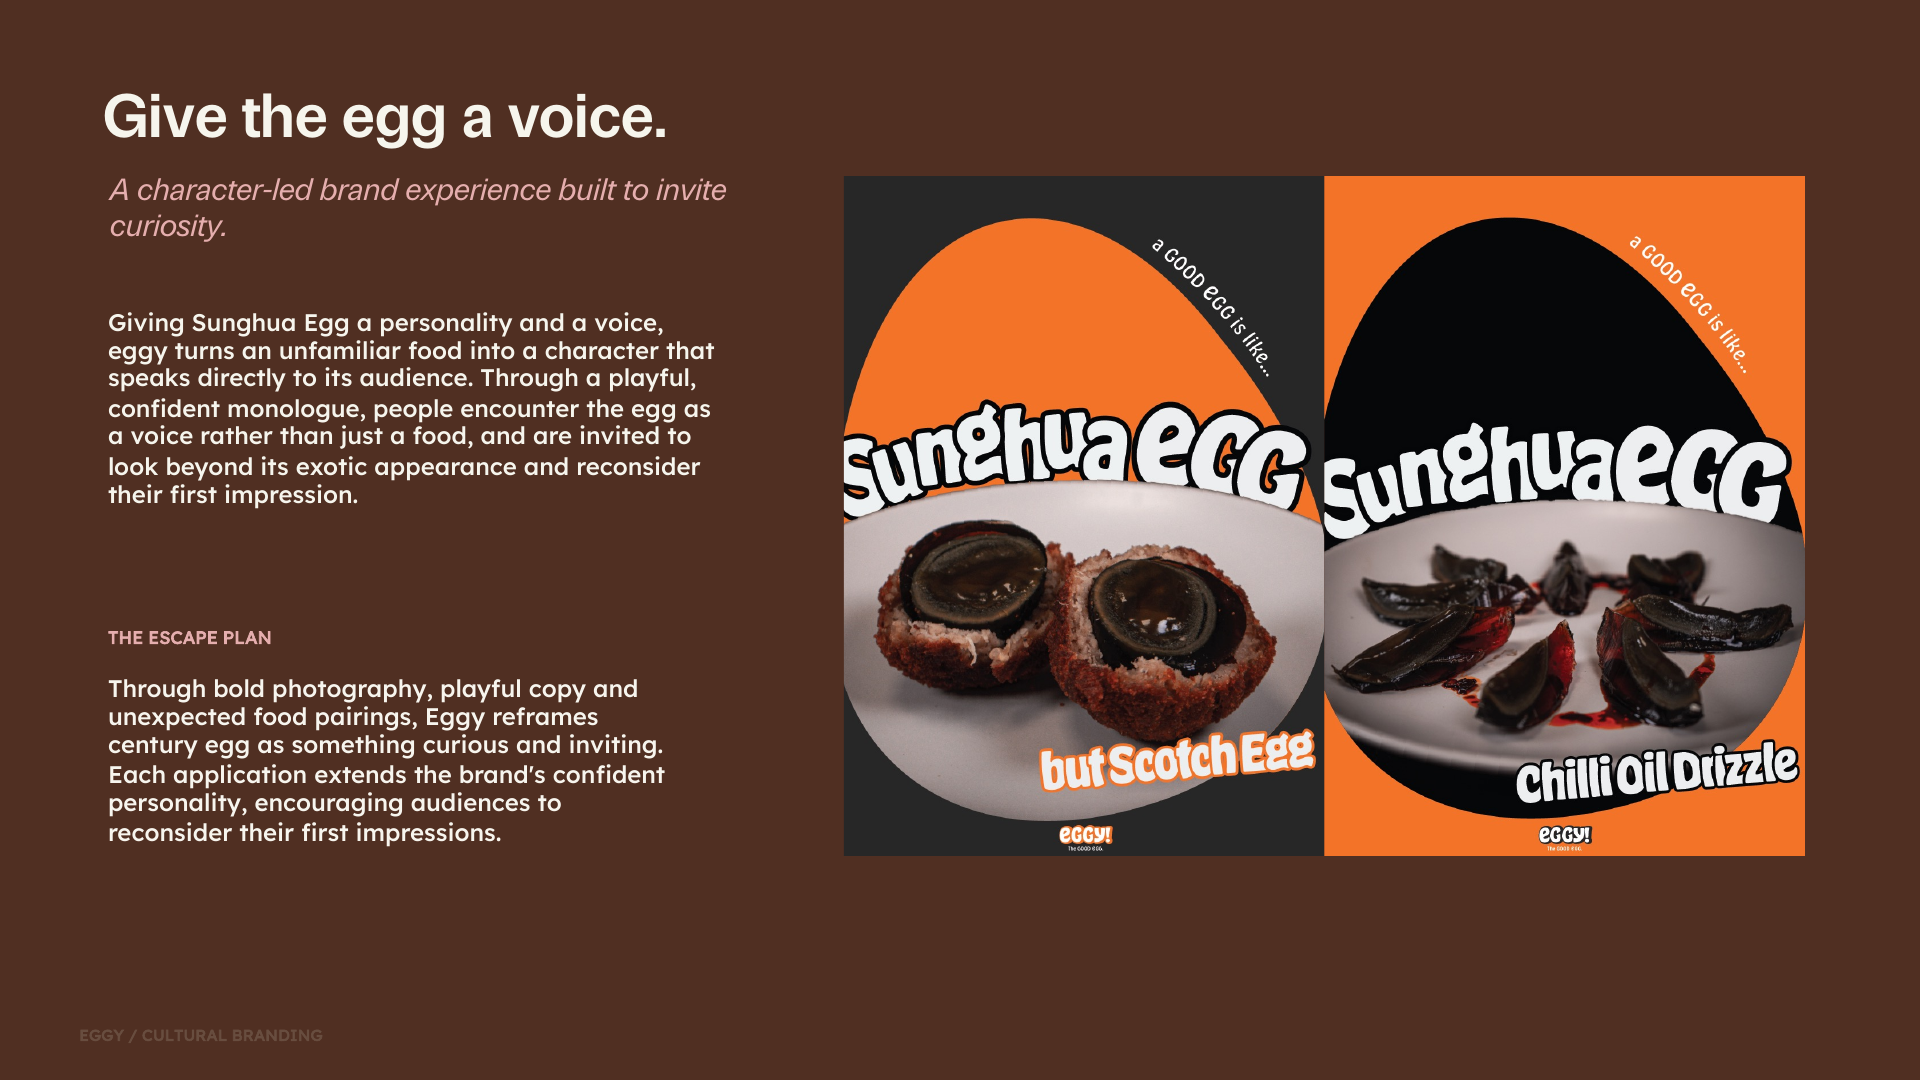 Give the egg a voice.
A character-led brand experience built to invite
curiosity.
Giving Sunghua Egg a personality and a voice,
eggy turns an unfamiliar food into a character that
speaks directly to its audience. Through a playful,
confident monologue, people encounter the egg as
a voice rather than just a food, and are invited to
look beyond its exotic appearance and reconsider
their first impression.
THE ESCAPE PLAN
Through bold photography, playful copy and
unexpected food pairings, Eggy reframes
century egg as something curious and inviting.
Each application extends the brand's confident
personality, encouraging audiences to
reconsider their first impressions.
a GOOD eGG is like...
Sunghua eGG
but Scotch Egg
eGGy!
The GOOD eGG.
a GOOD eGG is like...
Sunghua eGG
Chilli Oil Drizzle
eGGy!
The GOOD eGG.
EGGY / CULTURAL BRANDING